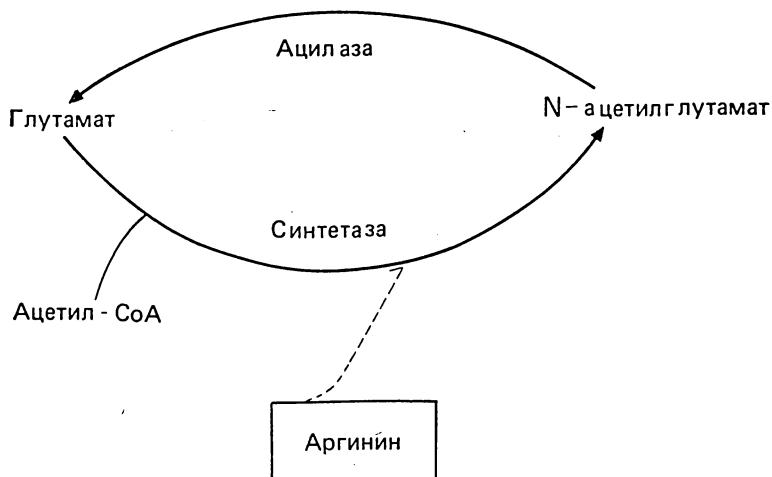 Ацилаза
Глутамат
N-ацетилглутамат
Синтетаза
Ацетил-СоА
Аргинин